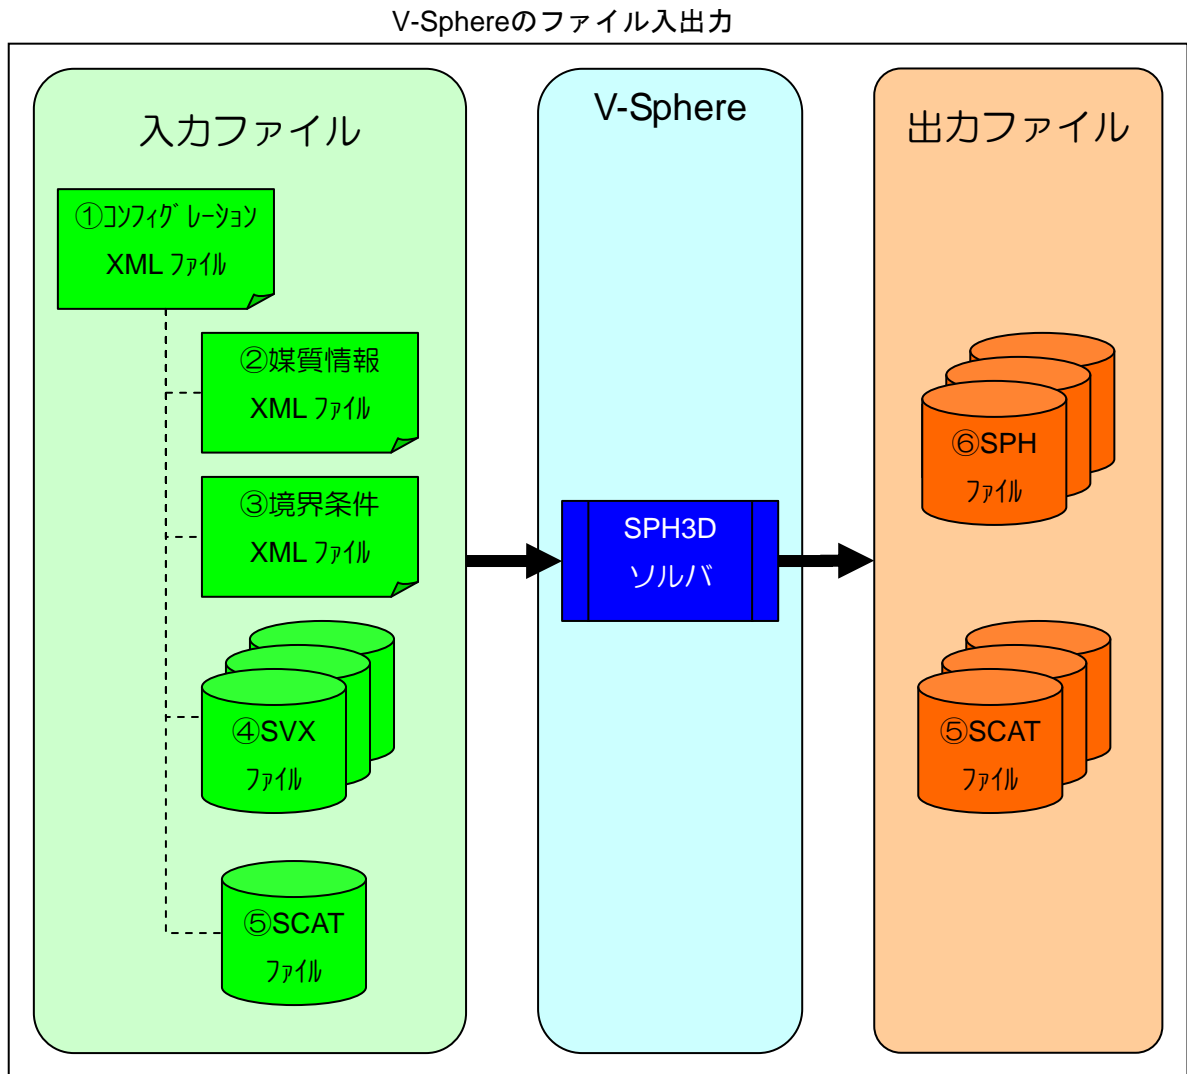 V-Sphereのファイル入出力
入力ファイル
①ｺﾝﾌｨｸﾞﾚｰｼｮﾝ
XML ﾌｧｲﾙ
②媒質情報
XML ﾌｧｲﾙ
③境界条件
XML ﾌｧｲﾙ
④SVX
ﾌｧｲﾙ
⑤SCAT
ﾌｧｲﾙ
V-Sphere
SPH3D
ソルバ
出力ファイル
⑥SPH
ﾌｧｲﾙ
⑤SCAT
ﾌｧｲﾙ